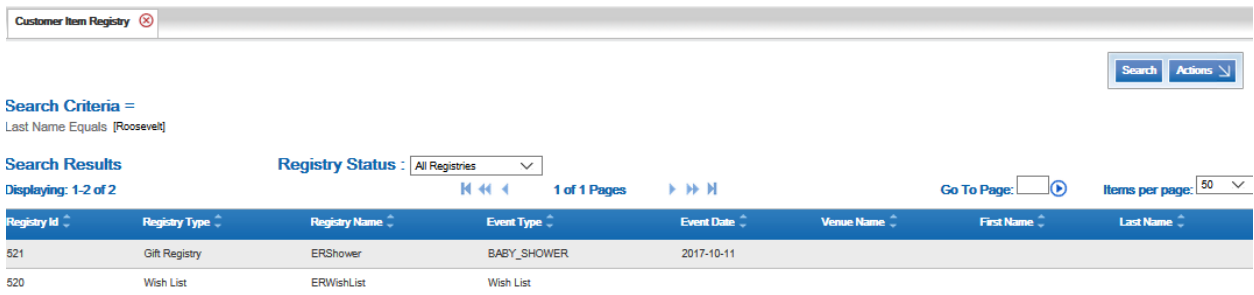 Customer Item Registry
Search Actions
Search Criteria =
Last Name Equals [Roosevelt]
Search Results Registry Status : All Registries
Displaying: 1-2 of 2 1 of 1 Pages Go To Page: Items per page: 50
Registry Id Registry Type Registry Name Event Type Event Date Venue Name First Name Last Name
521 Gift Registry ERShower BABY_SHOWER 2017-10-11
520 Wish List ERWishList Wish List